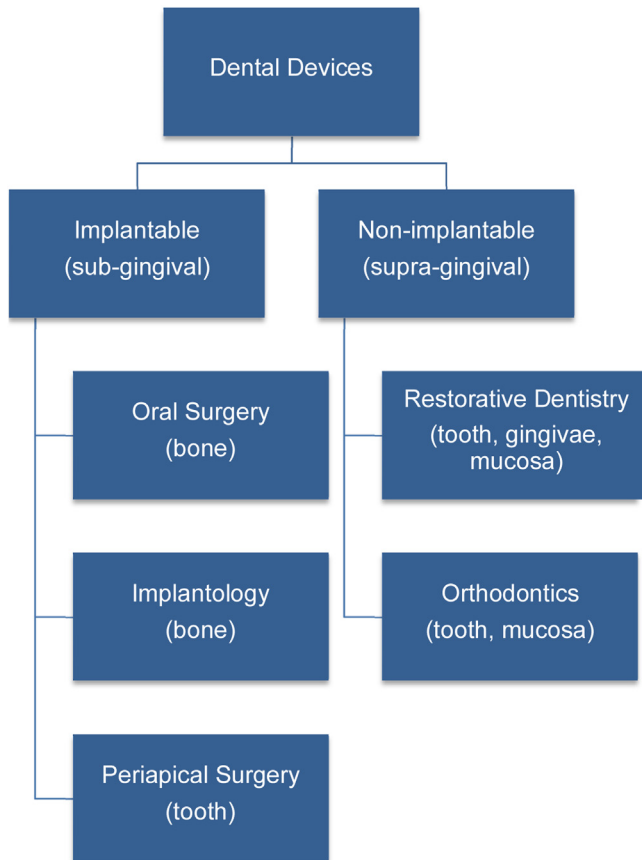 Dental Devices
Implantable
(sub-gingival)
Non-implantable
(supra-gingival)
Oral Surgery
(bone)
Restorative Dentistry
(tooth, gingivae,
mucosa)
Implantology
(bone)
Orthodontics
(tooth, mucosa)
Periapical Surgery
(tooth)